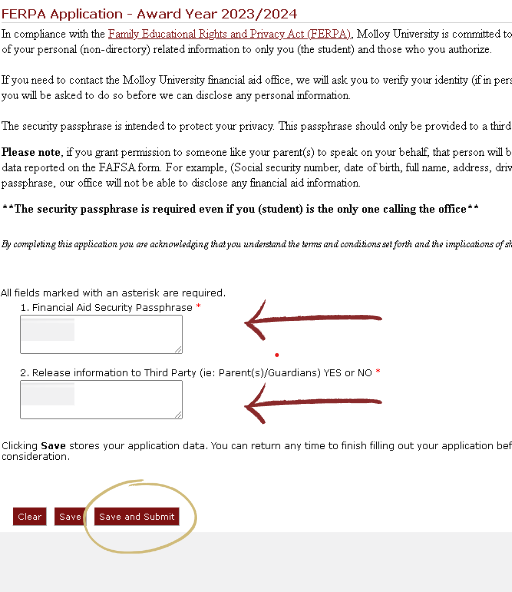 FERPA Application - Award Year 2023/2024
In compliance with the Family Educational Rights and Privacy Act (FERPA), Molloy University is committed to
of your personal (non-directory) related information to only you (the student) and those who you authorize.
If you need to contact the Molloy University financial aid office, we will ask you to verify your identity (if in pers
you will be asked to do so before we can disclose any personal information.
The security passphrase is intended to protect your privacy. This passphrase should only be provided to a third
Please note, if you grant permission to someone like your parent(s) to speak on your behalf, that person will b
data reported on the FAFSA form. For example, (Social security number, date of birth, full name, address, driv
passphrase, our office will not be able to disclose any financial aid information.
**The security passphrase is required even if you (student) is the only one calling the office**
By completing this application you are acknowledging that you understand the terms and conditions set forth and the implications of sh
All fields marked with an asterisk are required.
1. Financial Aid Security Passphrase *
2. Release information to Third Party (ie: Parent(s)/Guardians) YES or NO *
Clicking Save stores your application data. You can return any time to finish filling out your application bef
consideration.
Clear Save Save and Submit